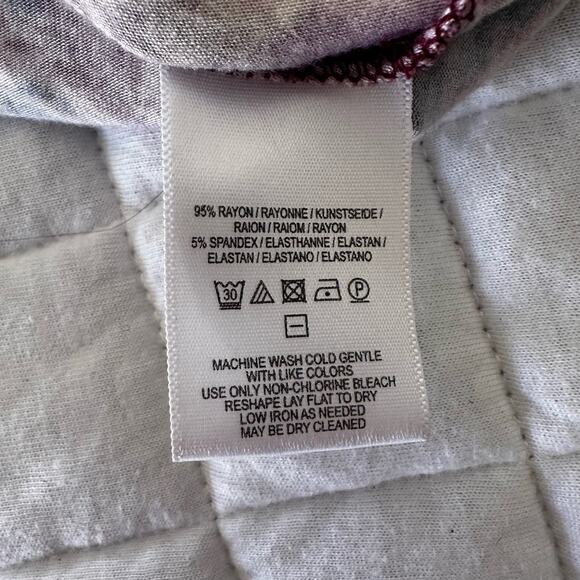 95% RAYON / RAYONNE / KUNSTSEIDE /
RAION / RAIOM / RAYON
5% SPANDEX / ELASTHANNE / ELASTAN /
ELASTAN / ELASTANO / ELASTANO
30
P
MACHINE WASH COLD GENTLE
WITH LIKE COLORS
USE ONLY NON-CHLORINE BLEACH
RESHAPE LAY FLAT TO DRY
LOW IRON AS NEEDED
MAY BE DRY CLEANED